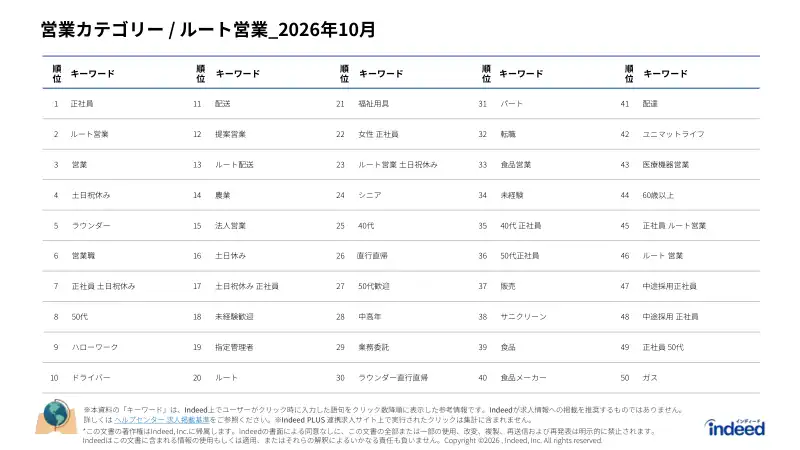 営業カテゴリー / ルート営業_2026年10月
順位 キーワード 順位 キーワード 順位 キーワード 順位 キーワード 順位 キーワード
1 正社員 11 配送 21 福祉用具 31 パート 41 配達
2 ルート営業 12 提案営業 22 女性 正社員 32 転職 42 ユニマットライフ
3 営業 13 ルート配送 23 ルート営業 土日祝休み 33 食品営業 43 医療機器営業
4 土日祝休み 14 農業 24 シニア 34 未経験 44 60歳以上
5 ラウンダー 15 法人営業 25 40代 35 40代 正社員 45 正社員 ルート営業
6 営業職 16 土日休み 26 直行直帰 36 50代正社員 46 ルート 営業
7 正社員 土日祝休み 17 土日祝休み 正社員 27 50代歓迎 37 販売 47 中途採用正社員
8 50代 18 未経験歓迎 28 中高年 38 サニクリーン 48 中途採用 正社員
9 ハローワーク 19 指定管理者 29 業務委託 39 食品 49 正社員 50代
10 ドライバー 20 ルート 30 ラウンダー直行直帰 40 食品メーカー 50 ガス
※本資料の「キーワード」は、Indeed上でユーザーがクリック時に入力した語句をクリック数降順に表示した参考情報です。Indeedが求人情報への掲載を推奨するものではありません。
詳しくは ヘルプセンター 求人掲載基準をご参照ください。※Indeed PLUS 連携求人サイト上で実行されたクリックは集計に含まれません。
*この文書の著作権はIndeed, Inc.に帰属します。Indeedの書面による同意なしに、この文書の全部または一部の使用、改変、複製、再送信および再発表は明示的に禁止されます。
Indeedはこの文書に含まれる情報の使用もしくは適用、またはそれらの解釈によるいかなる責任も負いません。Copyright ©2026 , Indeed, Inc. All rights reserved.
インディード
indeed